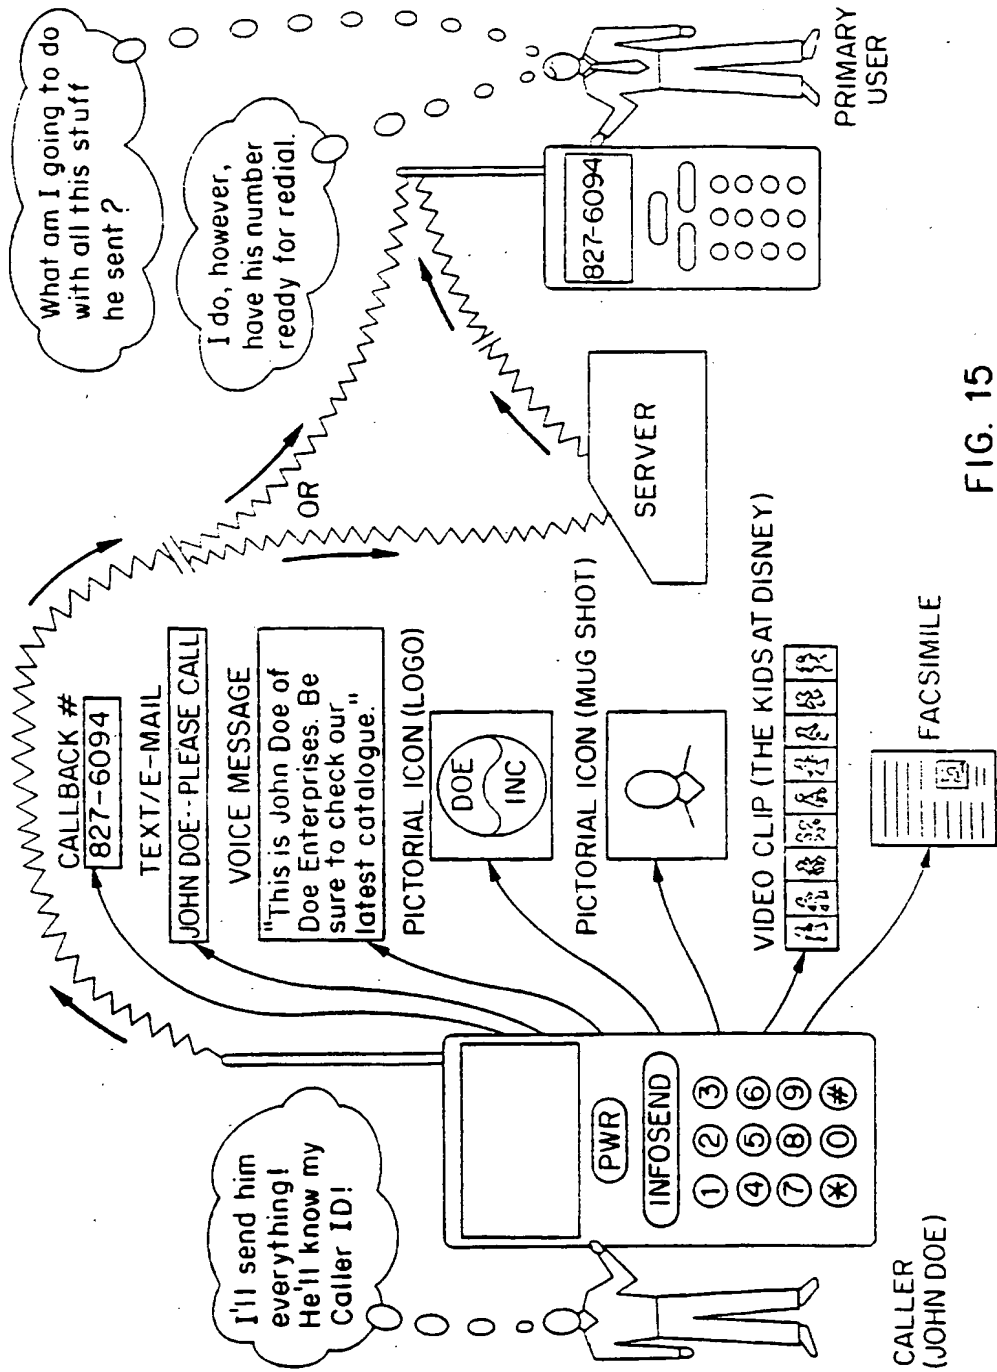 I'll send him
everything!
He'll know my
Caller ID!
CALLER
(JOHN DOE)
PWR
INFOSEND
1 2 3
4 5 6
7 8 9
* 0 #
CALLBACK #
827-6094
TEXT/E-MAIL
JOHN DOE--PLEASE CALL
VOICE MESSAGE
"This is John Doe of
Doe Enterprises. Be
sure to check our
latest catalogue."
PICTORIAL ICON (LOGO)
DOE
INC
PICTORIAL ICON (MUG SHOT)
VIDEO CLIP (THE KIDS AT DISNEY)
FACSIMILE
OR
SERVER
What am I going to do
with all this stuff
he sent?
I do, however,
have his number
ready for redial.
827-6094
PRIMARY
USER
FIG. 15